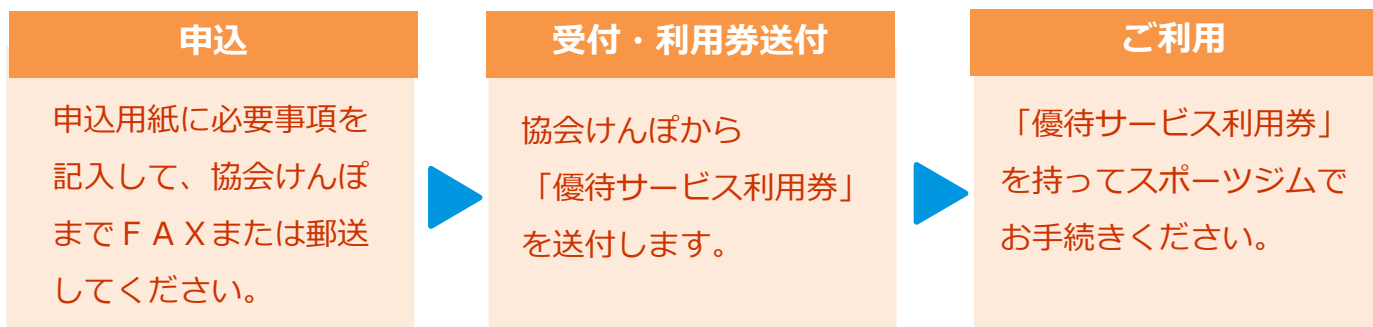 申込
申込用紙に必要事項を
記入して、協会けんぽ
までＦＡＸまたは郵送
してください。
受付・利用券送付
協会けんぽから
「優待サービス利用券」
を送付します。
ご利用
「優待サービス利用券」
を持ってスポーツジムで
お手続きください。